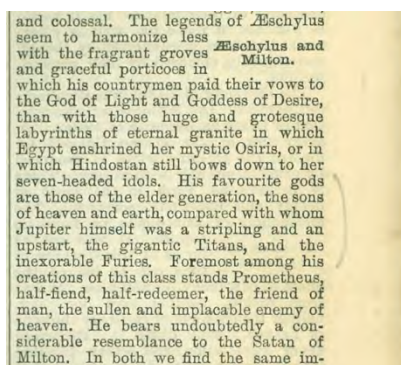 and colossal. The legends of Æschylus
seem to harmonize less
with the fragrant groves
and graceful porticoes in
Æschylus and
Milton.
which his countrymen paid their vows to
the God of Light and Goddess of Desire,
than with those huge and grotesque
labyrinths of eternal granite in which
Egypt enshrined her mystic Osiris, or in
which Hindostan still bows down to her
seven-headed idols. His favourite gods
are those of the elder generation, the sons
of heaven and earth, compared with whom
Jupiter himself was a stripling and an
upstart, the gigantic Titans, and the
inexorable Furies. Foremost among his
creations of this class stands Prometheus,
half-fiend, half-redeemer, the friend of
man, the sullen and implacable enemy of
heaven. He bears undoubtedly a con-
siderable resemblance to the Satan of
Milton. In both we find the same im-